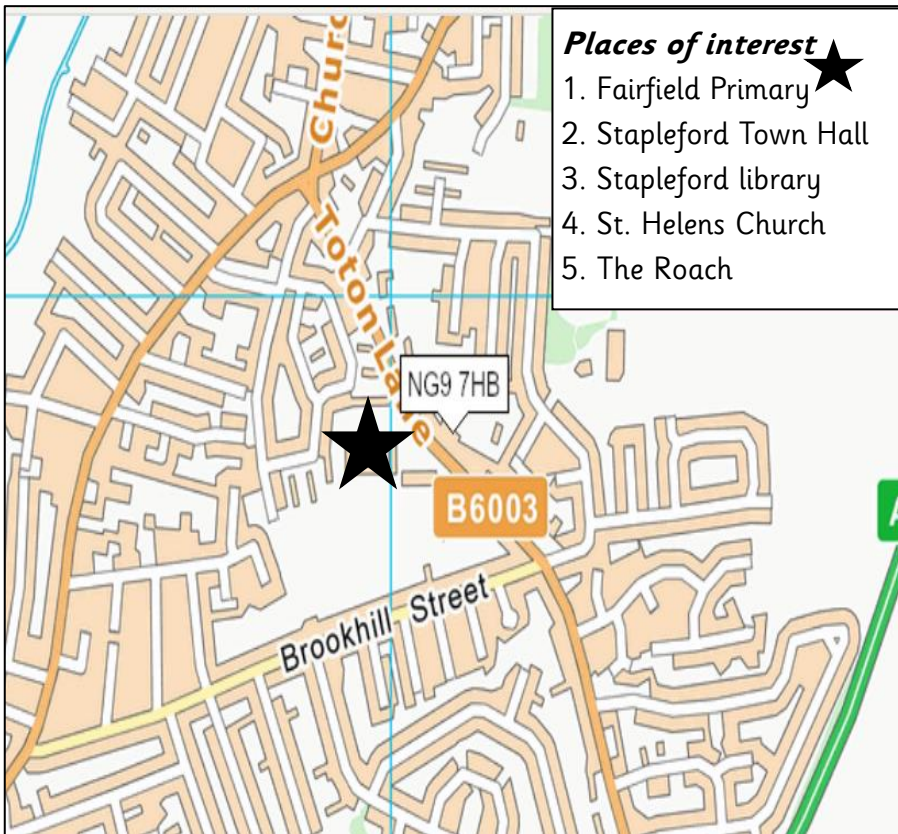 Places of interest
1. Fairfield Primary
2. Stapleford Town Hall
3. Stapleford library
4. St. Helens Church
5. The Roach
Churc
Toton Lane
NG9 7HB
B6003
Brookhill Street
A